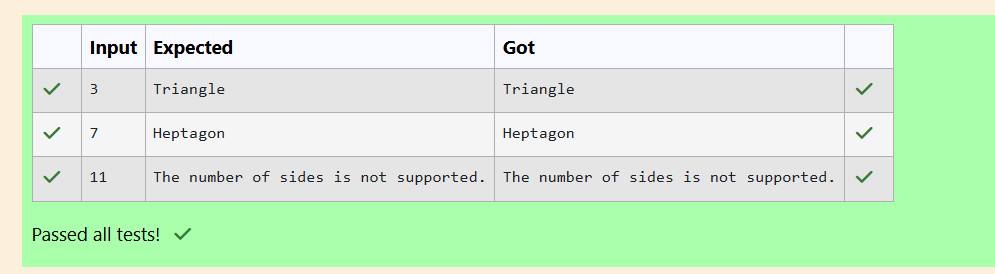 Input Expected Got
3 Triangle Triangle
7 Heptagon Heptagon
11 The number of sides is not supported. The number of sides is not supported.
Passed all tests!